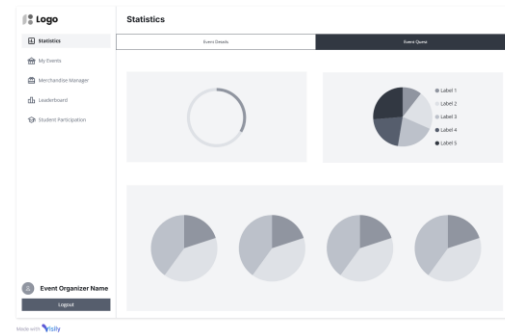 Logo
Statistics
Statistics
Event Details
Event Queue
My Events
Merchandise Manager
Leaderboard
Student Participation
Label 1
Label 2
Label 3
Label 4
Label 5
Event Organizer Name
Logout
Made with Visily